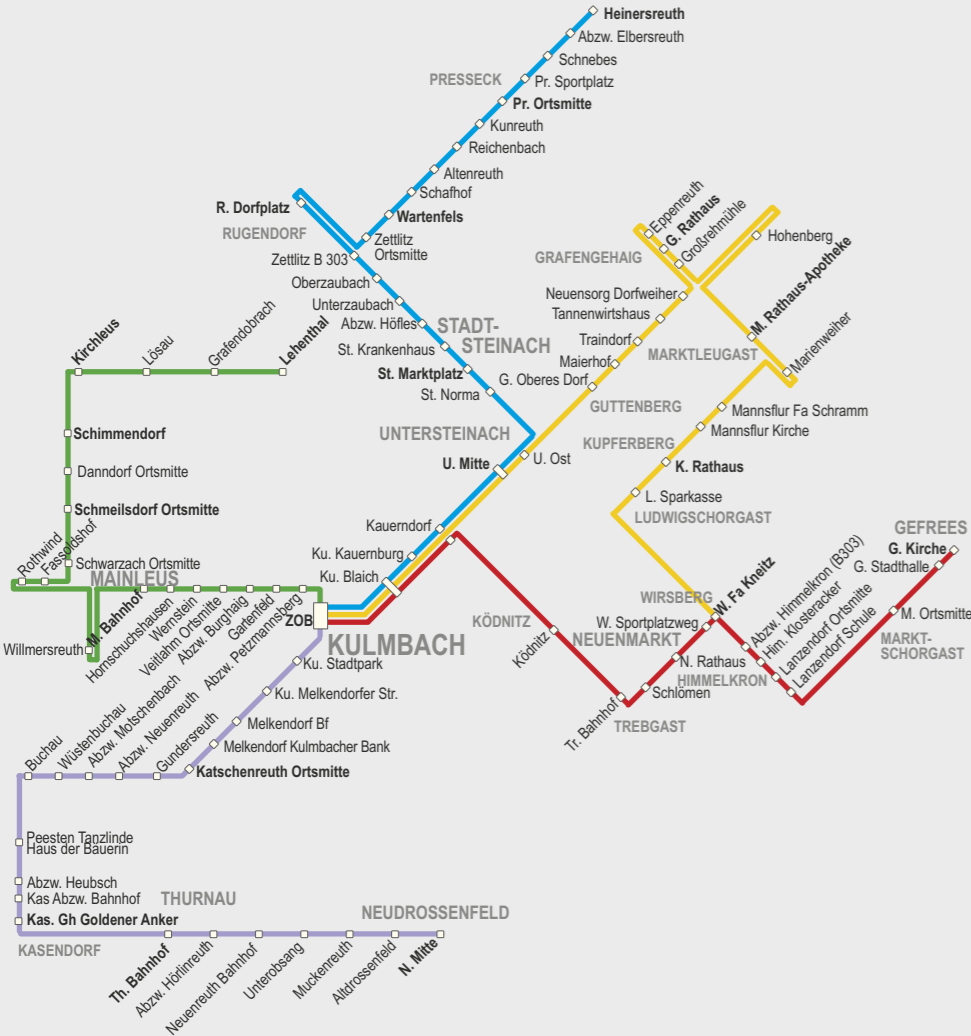 Heinersreuth
Abzw. Elbersreuth
Schnebes
PRESSECK
Pr. Sportplatz
Pr. Ortsmitte
Kunreuth
Reichenbach
Altenreuth
Schafhof
Wartenfels
Zettlitz
Ortsmitte
R. Dorfplatz
RUGENDORF
Zettlitz B 303
Oberzaubach
Unterzaubach
Abzw. Höfles
STADT-
STEINACH
St. Krankenhaus
St. Marktplatz
St. Norma
UNTERSTEINACH
U. Mitte
U. Ost
Kauerndorf
Ku. Kauernburg
Ku. Blaich
ZOB
KULMBACH
Eppenreuth
G. Rathaus
Großrehmühle
Hohenberg
GRAFENGEHAIG
Neuensorg Dorfweiher
Tannenwirtshaus
Traindorf
Maierhof
G. Oberes Dorf
GUTTENBERG
M. Rathaus-Apotheke
MARKTLEUGAST
Marienweiher
Mannsflur Fa Schramm
Mannsflur Kirche
KUPFERBERG
K. Rathaus
L. Sparkasse
LUDWIGSCHORGAST
GEFREES
G. Kirche
G. Stadthalle
M. Ortsmitte
MARKT-
SCHORGAST
WIRSBERG
W. Fa Kneitz
W. Sportplatzweg
Abzw. Himmelkron (B303)
Him. Klosteracker
Lanzendorf Ortsmitte
Lanzendorf Schule
HIMMELKRON
NEUENMARKT
N. Rathaus
Schlömen
TREBGAST
Tr. Bahnhof
KÖDNITZ
Ködnitz
Kirchleus
Lösau
Grafendobrach
Lehenthal
Schimmendorf
Danndorf Ortsmitte
Schmeilsdorf Ortsmitte
Schwarzach Ortsmitte
Rothwind
Fassoldshof
MAINLEUS
Willmersreuth
M. Bahnhof
Hornschuchshausen
Wernstein
Veitlahm Ortsmitte
Abzw. Burghaig
Gartenfeld
Abzw. Petzmannsberg
Ku. Stadtpark
Ku. Melkendorfer Str.
Melkendorf Bf
Melkendorf Kulmbacher Bank
Katschenreuth Ortsmitte
Gundersreuth
Abzw. Neuenreuth
Abzw. Motschenbach
Wüstenbuchau
Buchau
Peesten Tanzlinde
Haus der Bäuerin
Abzw. Heubsch
Kas Abzw. Bahnhof
Kas. Gh Goldener Anker
KASENDORF
THURNAU
Th. Bahnhof
Abzw. Hörlinreuth
Neuenreuth Bahnhof
Unterobsang
Muckenreuth
Altdrossenfeld
N. Mitte
NEUDROSSENFELD